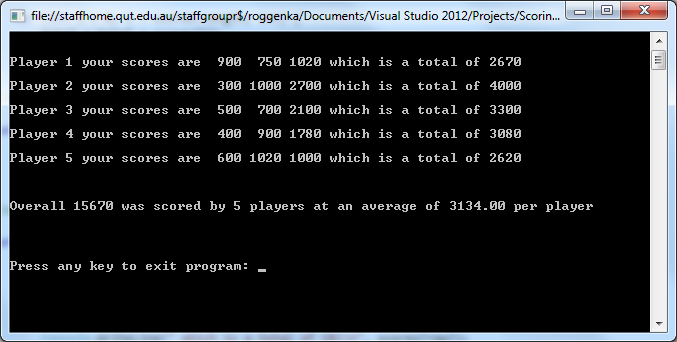 file://staffhome.qut.edu.au/staffgroupr$/roggenka/Documents/Visual Studio 2012/Projects/Scorin...
Player 1 your scores are  900  750 1020 which is a total of 2670
Player 2 your scores are  300 1000 2700 which is a total of 4000
Player 3 your scores are  500  700 2100 which is a total of 3300
Player 4 your scores are  400  900 1780 which is a total of 3080
Player 5 your scores are  600 1020 1000 which is a total of 2620
Overall 15670 was scored by 5 players at an average of 3134.00 per player
Press any key to exit program: _